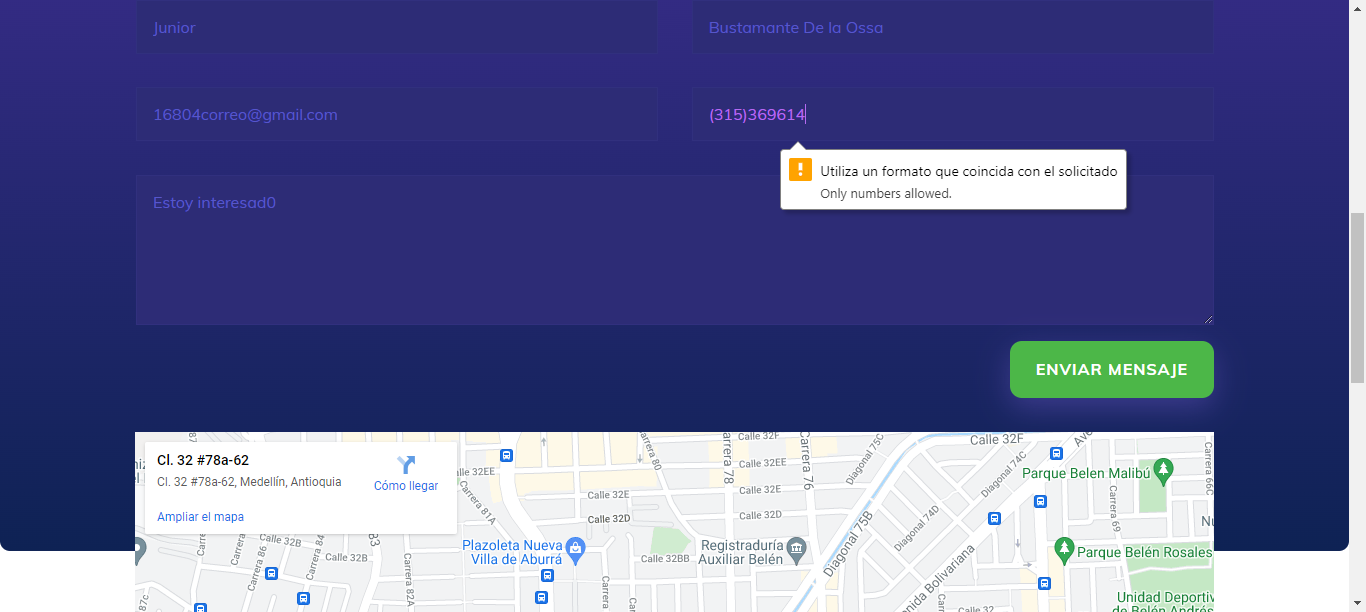 Junior
Bustamante De la Ossa
16804correo@gmail.com
(315)369614
Utiliza un formato que coincida con el solicitado
Only numbers allowed.
Estoy interesad0
ENVIAR MENSAJE
Cl. 32 #78a-62
Cl. 32 #78a-62, Medellín, Antioquia
Cómo llegar
Ampliar el mapa
Carrera 80
Carrera 78
Calle 32F
Carrera 76
Diagonal 75C
Calle 32F
Calle 32EE
Calle 32EE
Calle 32E
Calle 32E
Calle 32D
Calle 32D
Diagonal 74C
Parque Belen Malibú
Carrera 66C
Carrera 81A
Carrera 69
Diagonal 74D
Diagonal 75B
Plazoleta Nueva
Villa de Aburrá
Registraduría
Auxiliar Belén
Calle 32BB
Parque Belén Rosales
Carrera 86
Calle 32B
Calle 32B
Carrera 84
Carrera 82A
Carrera
Carrera
Unidad Deportiv
de Belén Andrés
Calle 32